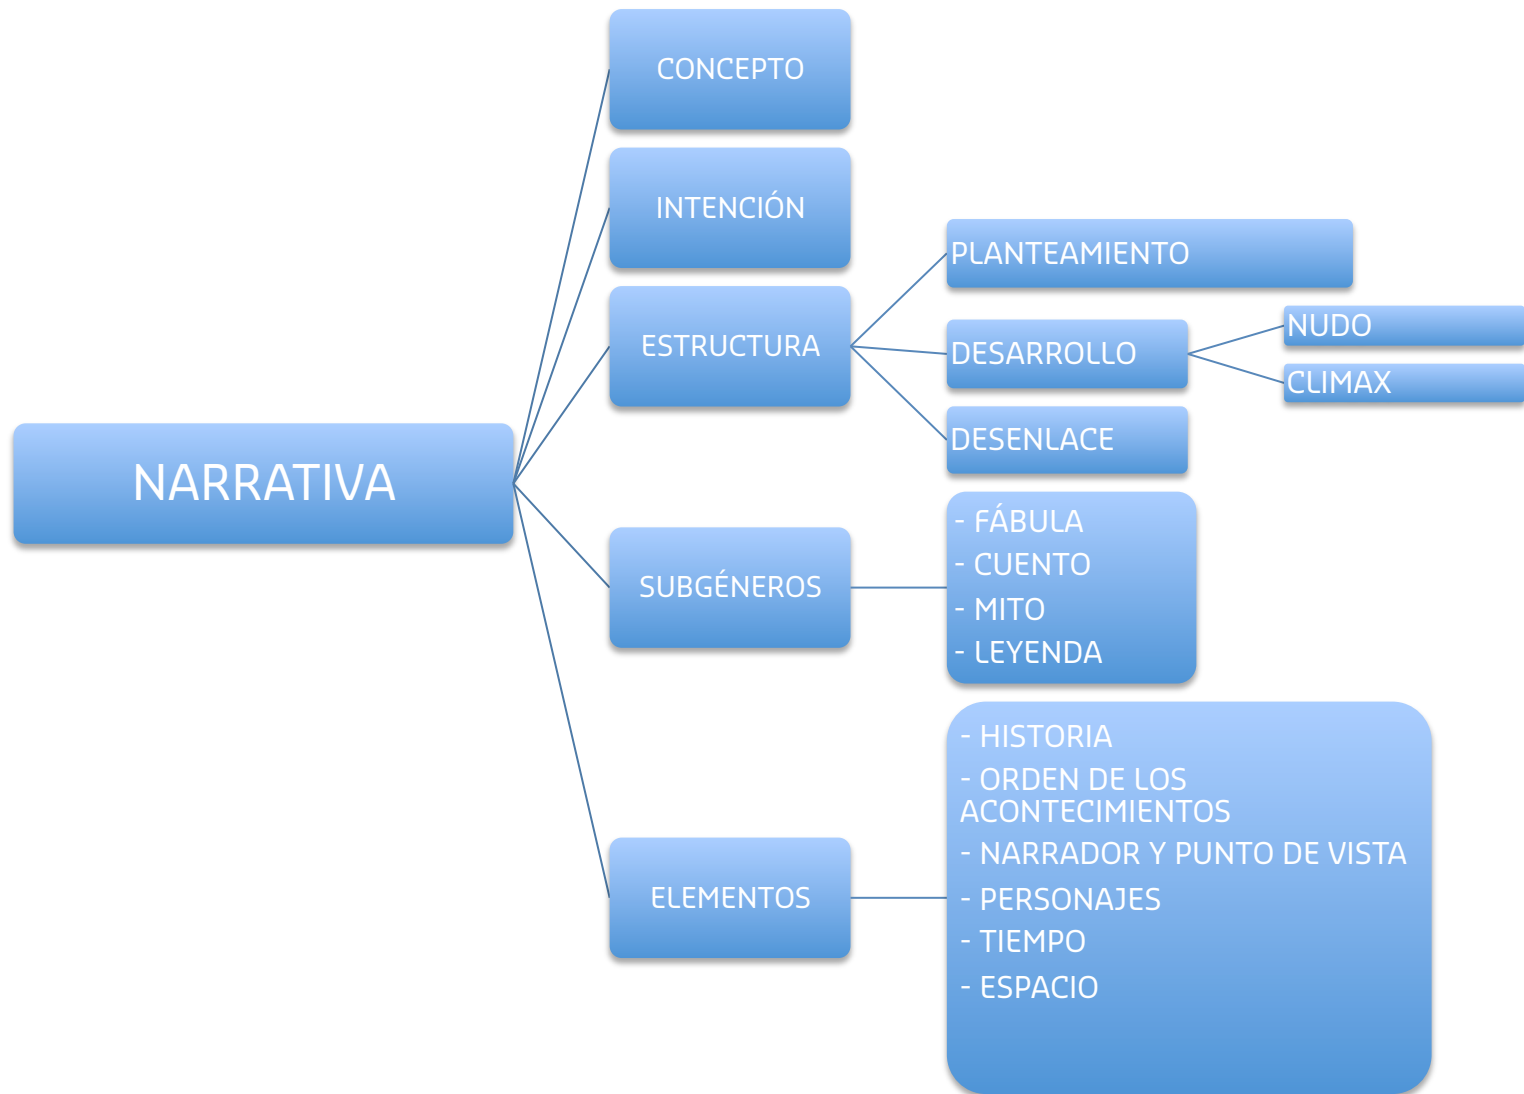 CONCEPTO
INTENCIÓN
ESTRUCTURA
PLANTEAMIENTO
DESARROLLO
NUDO
CLIMAX
DESENLACE
NARRATIVA
SUBGÉNEROS
- FÁBULA
- CUENTO
- MITO
- LEYENDA
ELEMENTOS
- HISTORIA
- ORDEN DE LOS
ACONTECIMIENTOS
- NARRADOR Y PUNTO DE VISTA
- PERSONAJES
- TIEMPO
- ESPACIO